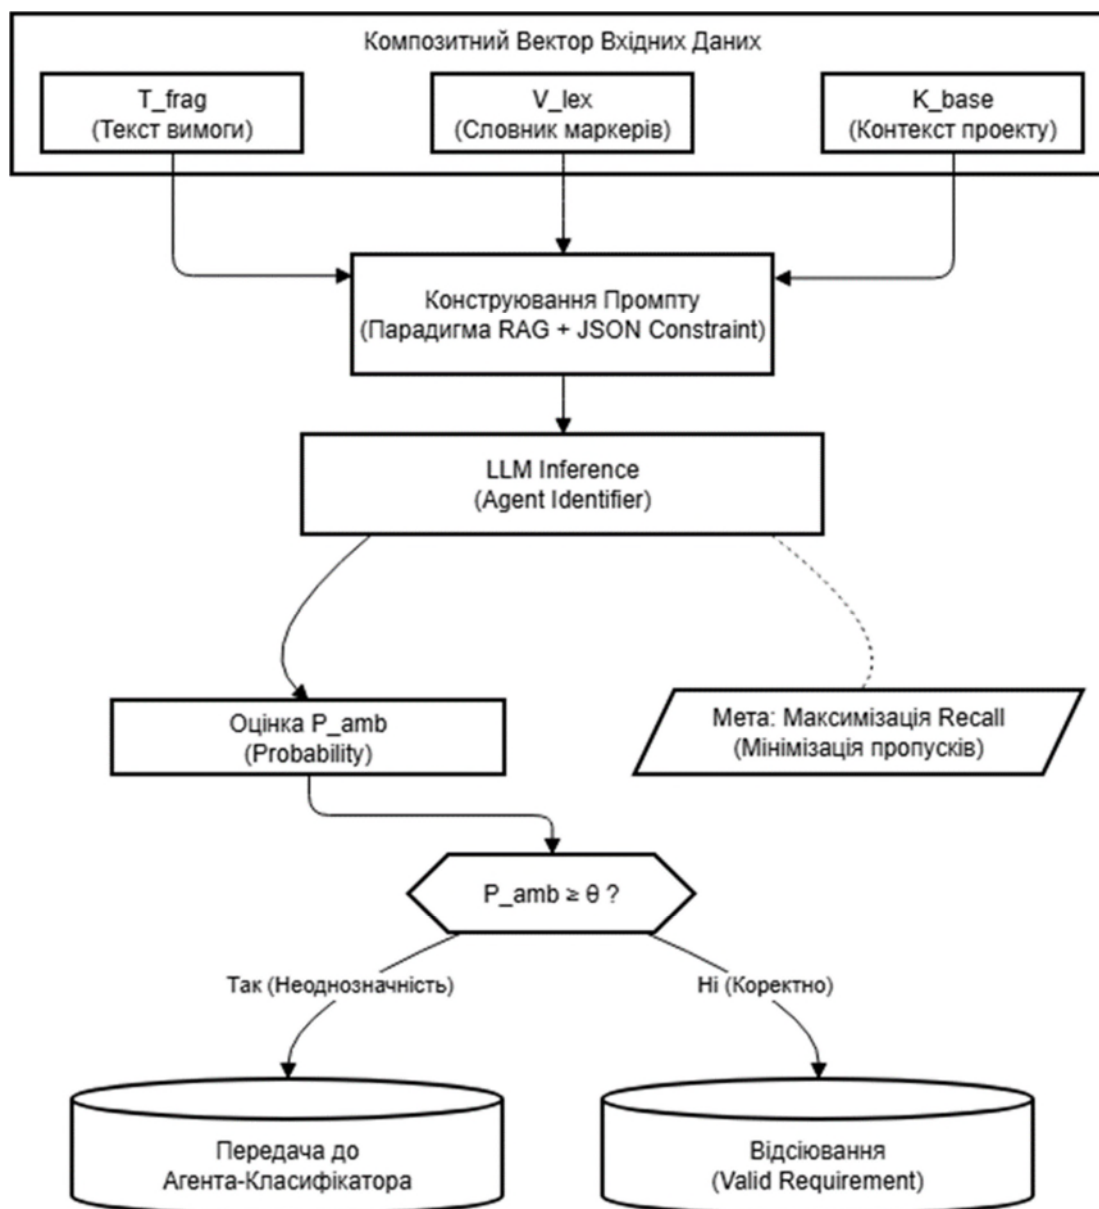 Композитний Вектор Вхідних Даних
T_frag
(Текст вимоги)
V_lex
(Словник маркерів)
K_base
(Контекст проекту)
Конструювання Промпту
(Парадигма RAG + JSON Constraint)
LLM Inference
(Agent Identifier)
Оцінка P_amb
(Probability)
Мета: Максимізація Recall
(Мінімізація пропусків)
P_amb ≥ θ ?
Так (Неоднозначність)
Ні (Коректно)
Передача до
Агента-Класифікатора
Відсіювання
(Valid Requirement)